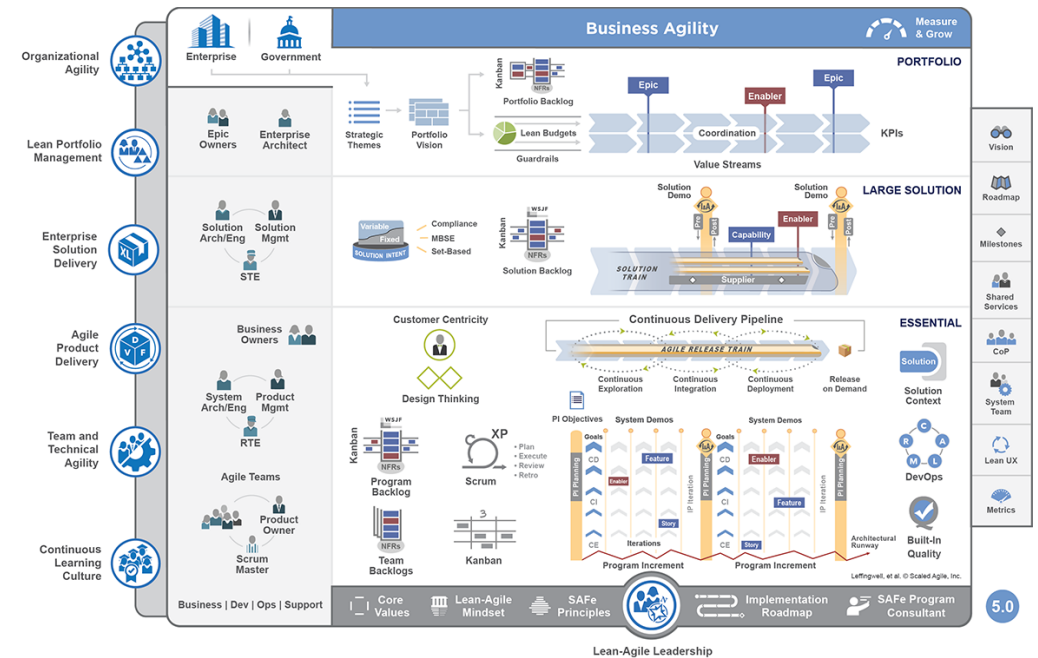 Business Agility
Measure
& Grow
Organizational
Agility
Lean Portfolio
Management
Enterprise
Solution
Delivery
Agile
Product
Delivery
Team and
Technical
Agility
Continuous
Learning
Culture
Enterprise
Government
Epic
Owners
Enterprise
Architect
PORTFOLIO
Strategic
Themes
Portfolio
Vision
Kanban
NFRs
Portfolio Backlog
Lean Budgets
Guardrails
Epic
Enabler
Epic
Coordination
KPIs
Value Streams
Solution
Arch/Eng
Solution
Mgmt
STE
LARGE SOLUTION
Variable
Fixed
SOLUTION INTENT
Compliance
MBSE
Set-Based
WSJF
Kanban
NFRs
Solution Backlog
Solution
Demo
Solution
Demo
I&A
I&A
Pre
Post
Pre
Post
Capability
Enabler
SOLUTION
TRAIN
Supplier
Business
Owners
System
Arch/Eng
Product
Mgmt
RTE
Agile Teams
Product
Owner
Scrum
Master
Business | Dev | Ops | Support
ESSENTIAL
Customer Centricity
Design Thinking
Continuous Delivery Pipeline
AGILE RELEASE TRAIN
Continuous
Exploration
Continuous
Integration
Continuous
Deployment
Release
on Demand
Solution
Solution
Context
WSJF
Kanban
NFRs
Program
Backlog
XP
• Plan
• Execute
• Review
• Retro
Scrum
NFRs
Team
Backlogs
3
Kanban
PI Objectives
System Demos
System Demos
Goals
CD
CI
CE
PI Planning
Feature
Enabler
Story
IP Iteration
Iterations
I&A
PI Planning
Goals
CD
CI
CE
Enabler
Feature
Story
IP Iteration
I&A
PI Planning
Program Increment
Program Increment
Architectural
Runway
C
A
L
M
R
DevOps
Built-In
Quality
Leffingwell, et al. © Scaled Agile, Inc.
Core
Values
Lean-Agile
Mindset
SAFe
Principles
Implementation
Roadmap
SAFe Program
Consultant
Lean-Agile Leadership
Vision
Roadmap
Milestones
Shared
Services
CoP
System
Team
Lean UX
Metrics
5.0
XL
D
V
F